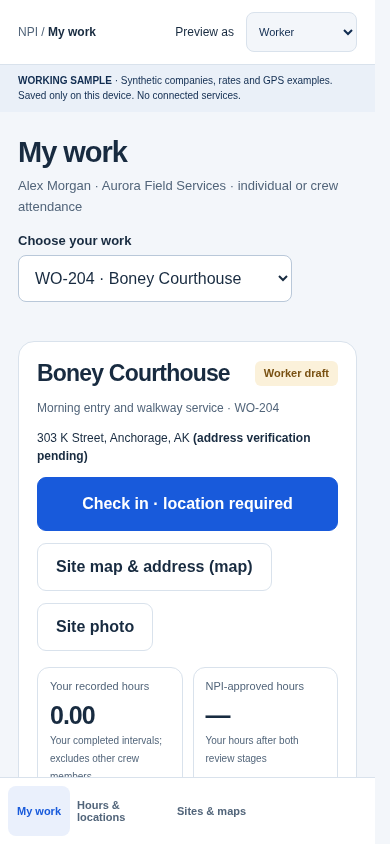 NPI / My work
Preview as
Worker
WORKING SAMPLE · Synthetic companies, rates and GPS examples.
Saved only on this device. No connected services.
My work
Alex Morgan · Aurora Field Services · individual or crew
attendance
Choose your work
WO-204 · Boney Courthouse
Boney Courthouse
Worker draft
Morning entry and walkway service · WO-204
303 K Street, Anchorage, AK (address verification
pending)
Check in · location required
Site map & address (map)
Site photo
Your recorded hours
0.00
Your completed intervals;
excludes other crew
members
NPI-approved hours
—
Your hours after both
review stages
My work
Hours &
locations
Sites & maps